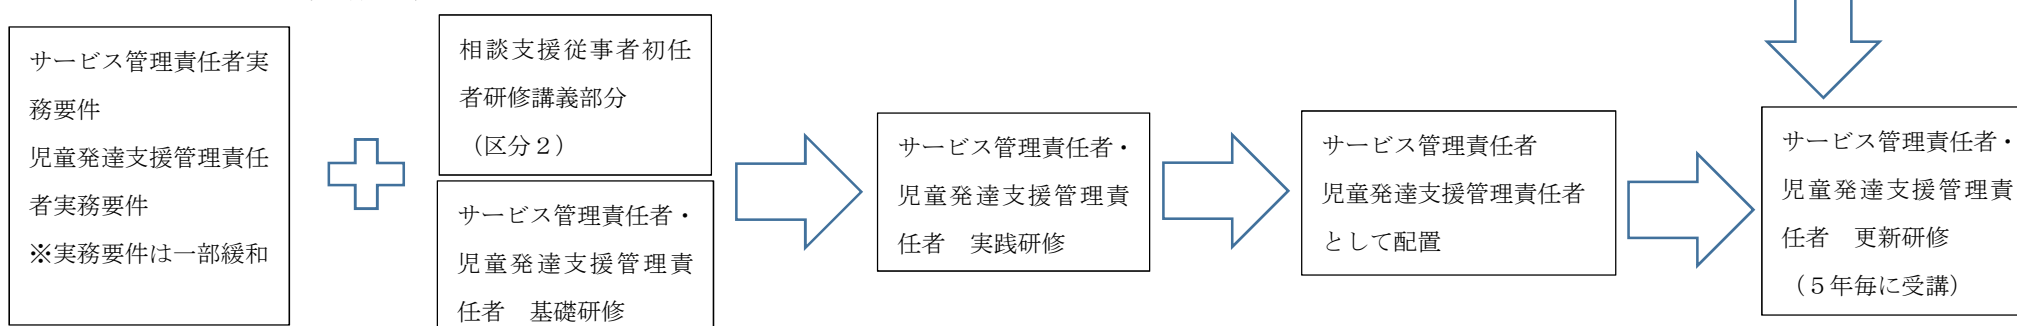 サービス管理責任者実
務要件
児童発達支援管理責任
者実務要件
※実務要件は一部緩和
相談支援従事者初任
者研修講義部分
（区分２）
サービス管理責任者・
児童発達支援管理責
任者　基礎研修
サービス管理責任者・
児童発達支援管理責
任者　実践研修
サービス管理責任者
児童発達支援管理責任者
として配置
サービス管理責任者・
児童発達支援管理責
任者　更新研修
（５年毎に受講）